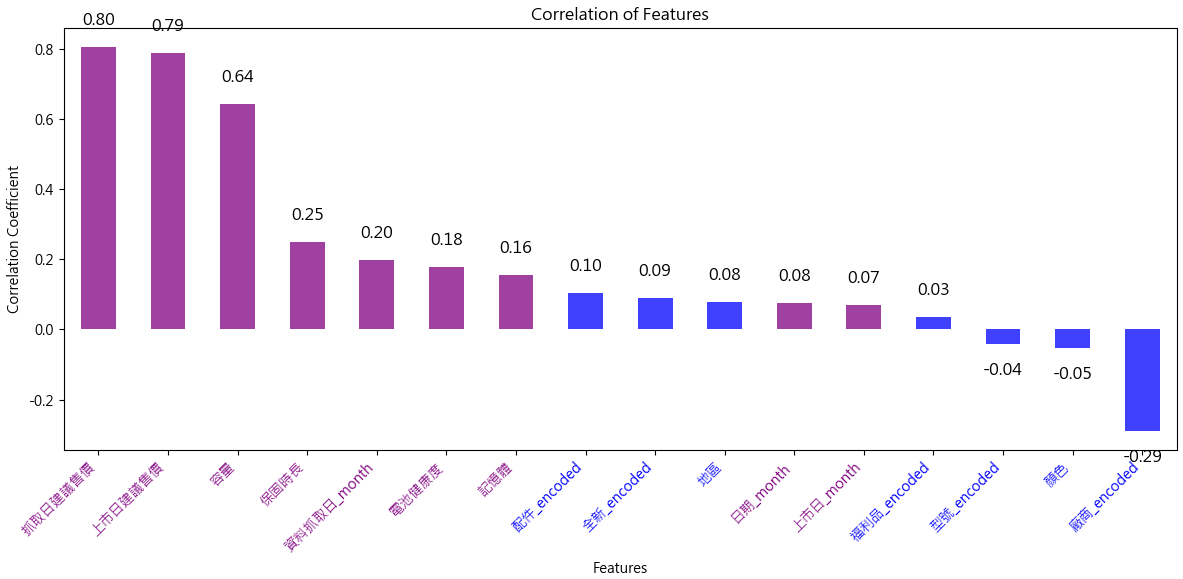 Correlation of Features
0.80
0.79
0.64
0.25
0.20
0.18
0.16
0.10
0.09
0.08
0.08
0.07
0.03
-0.04
-0.05
-0.29
Correlation Coefficient
0.8
0.6
0.4
0.2
0.0
-0.2
抓取日建議售價
上市日建議售價
容量
保固時長
資料抓取日_month
電池健康度
記憶體
配件_encoded
全新_encoded
地區
日期_month
上市日_month
福利品_encoded
型號_encoded
顏色
廠商_encoded
Features